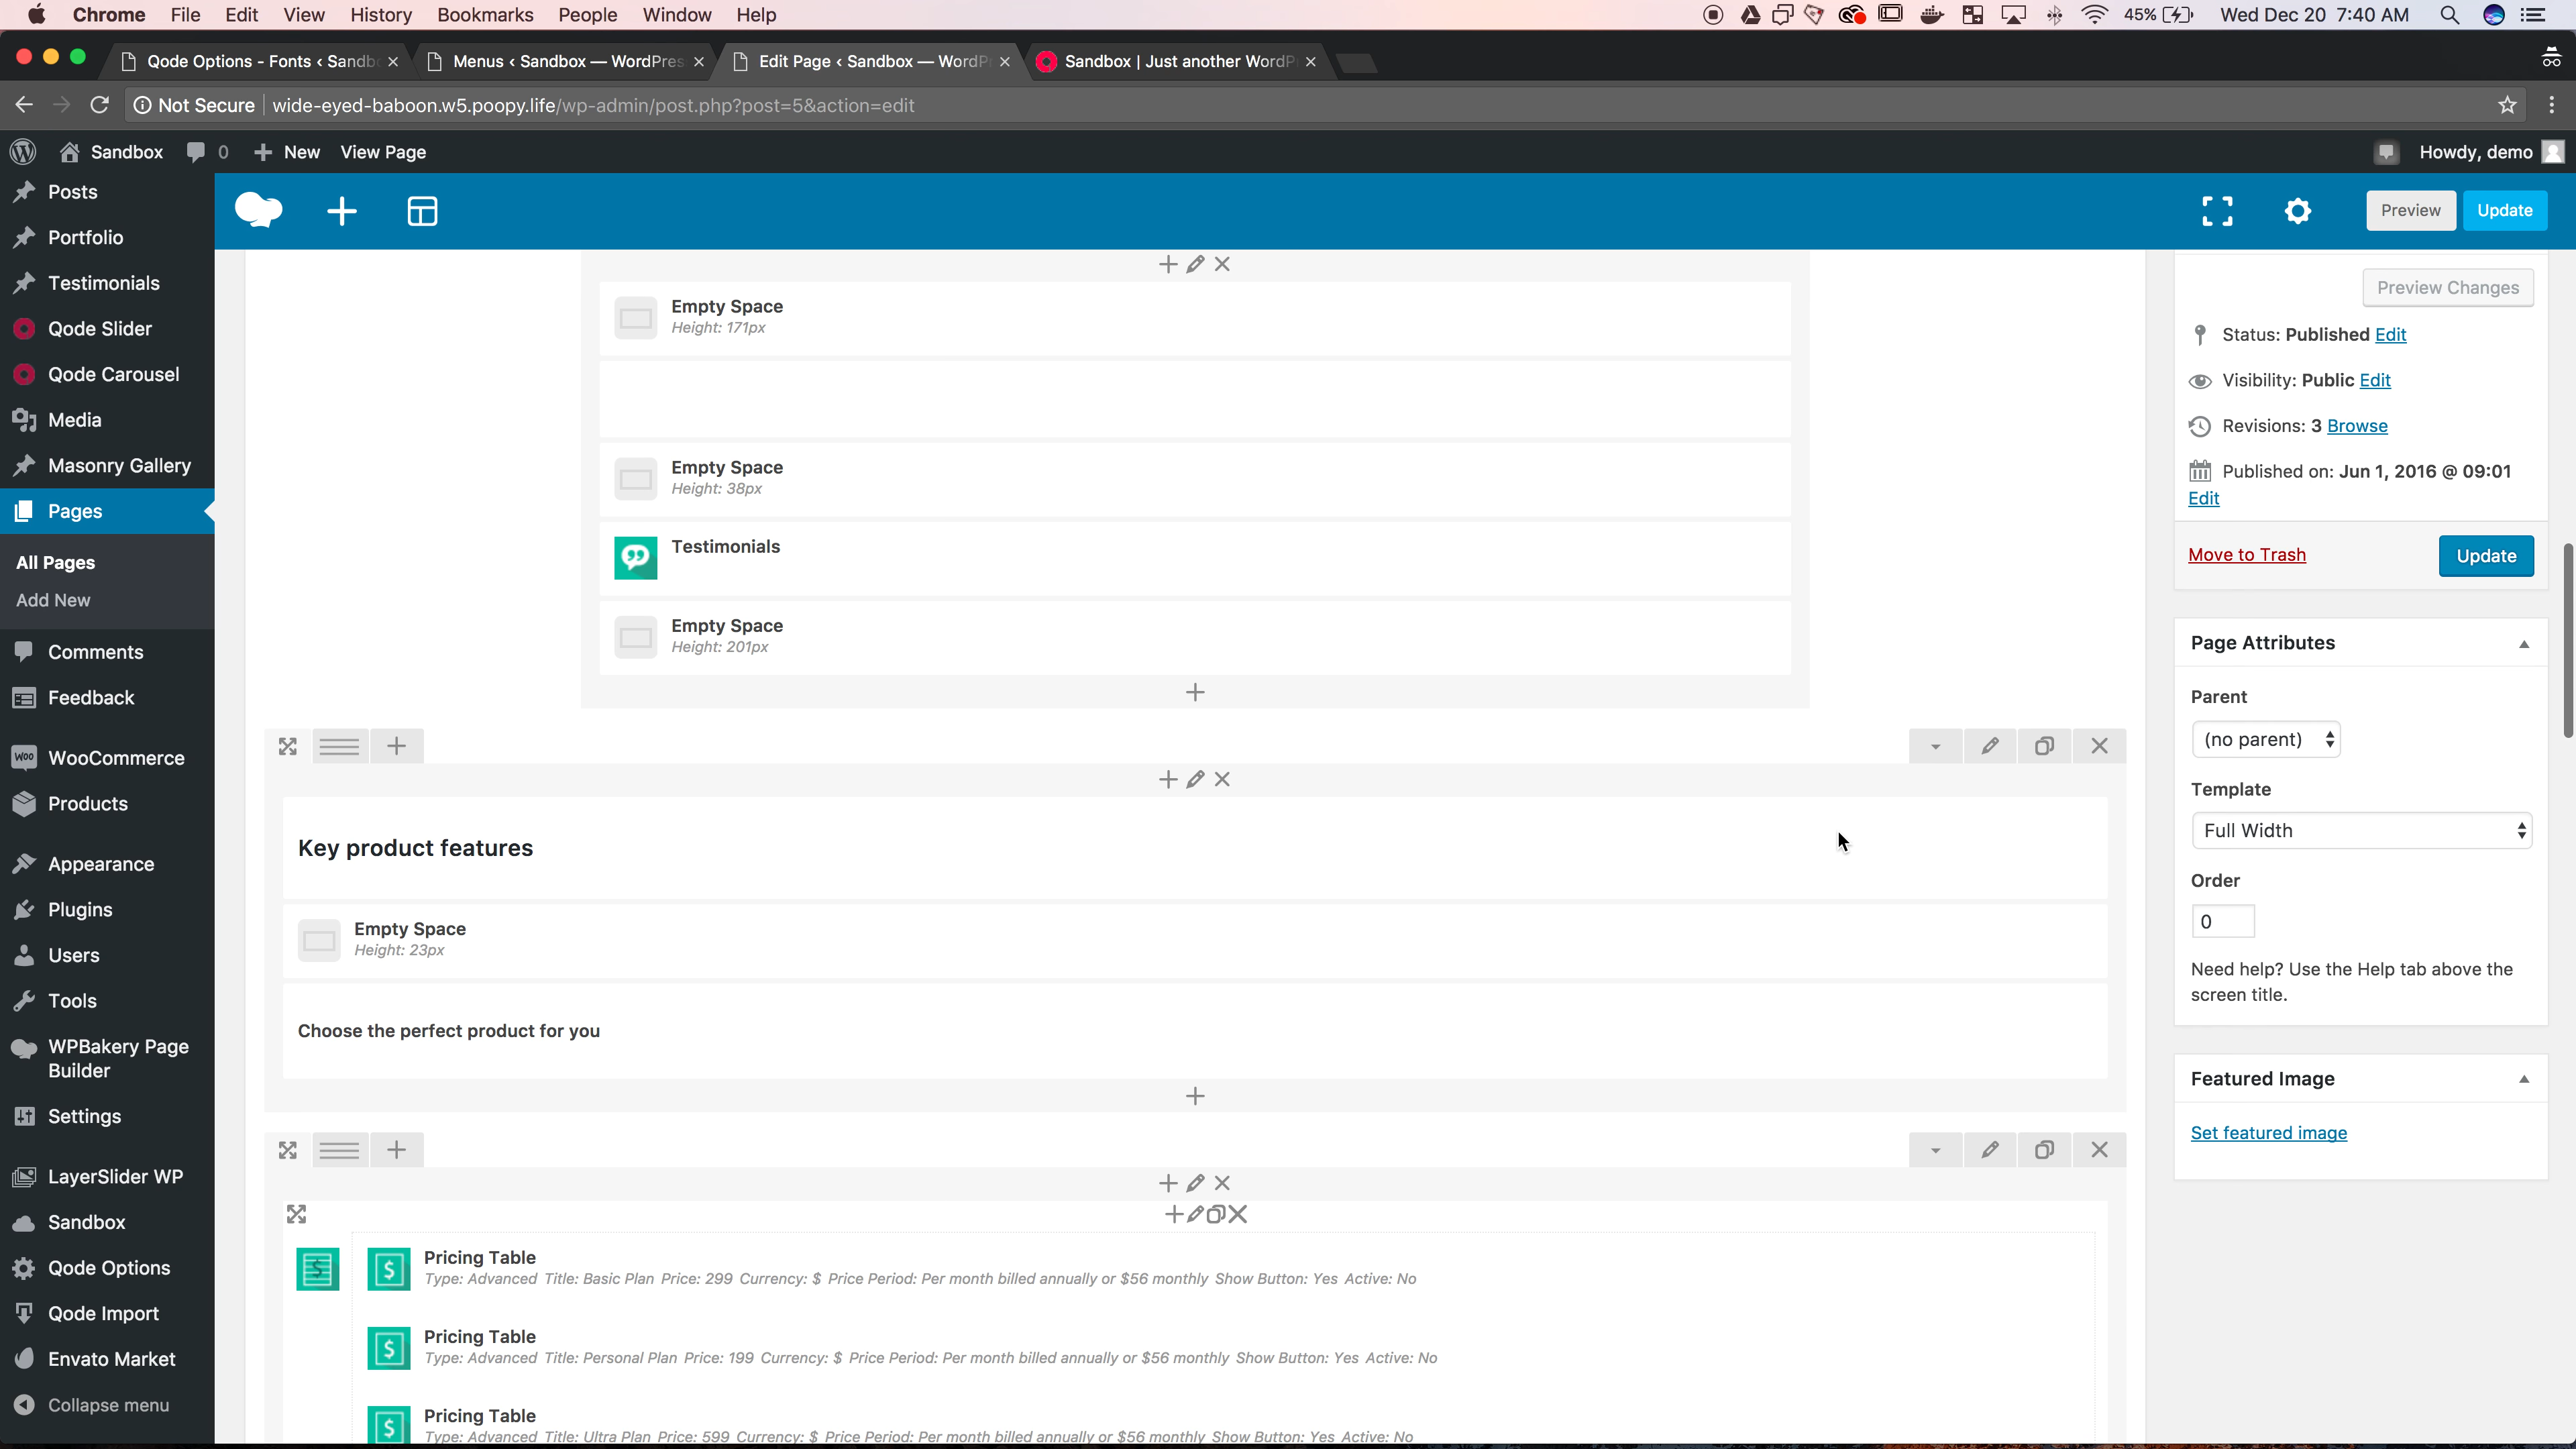 Chrome File Edit View History Bookmarks People Window Help 45% Wed Dec 20 7:40 AM
Qode Options - Fonts ‹ Sandb Menus ‹ Sandbox — WordPres Edit Page ‹ Sandbox — WordP Sandbox | Just another WordP
Not Secure wide-eyed-baboon.w5.poopy.life/wp-admin/post.php?post=5&action=edit
Sandbox 0 New View Page Howdy, demo
Preview Update
Posts
Portfolio
Testimonials
Qode Slider
Qode Carousel
Media
Masonry Gallery
Pages
All Pages
Add New
Comments
Feedback
Woo WooCommerce
Products
Appearance
Plugins
Users
Tools
WPBakery Page
Builder
Settings
LayerSlider WP
Sandbox
Qode Options
Qode Import
Envato Market
Collapse menu
Empty Space
Height: 171px
Empty Space
Height: 38px
Testimonials
Empty Space
Height: 201px
Key product features
Empty Space
Height: 23px
Choose the perfect product for you
Pricing Table
Type: Advanced Title: Basic Plan Price: 299 Currency: $ Price Period: Per month billed annually or $56 monthly Show Button: Yes Active: No
Pricing Table
Type: Advanced Title: Personal Plan Price: 199 Currency: $ Price Period: Per month billed annually or $56 monthly Show Button: Yes Active: No
Pricing Table
Type: Advanced Title: Ultra Plan Price: 599 Currency: $ Price Period: Per month billed annually or $56 monthly Show Button: Yes Active: No
Preview Changes
Status: Published Edit
Visibility: Public Edit
Revisions: 3 Browse
Published on: Jun 1, 2016 @ 09:01
Edit
Move to Trash Update
Page Attributes
Parent
(no parent)
Template
Full Width
Order
0
Need help? Use the Help tab above the
screen title.
Featured Image
Set featured image